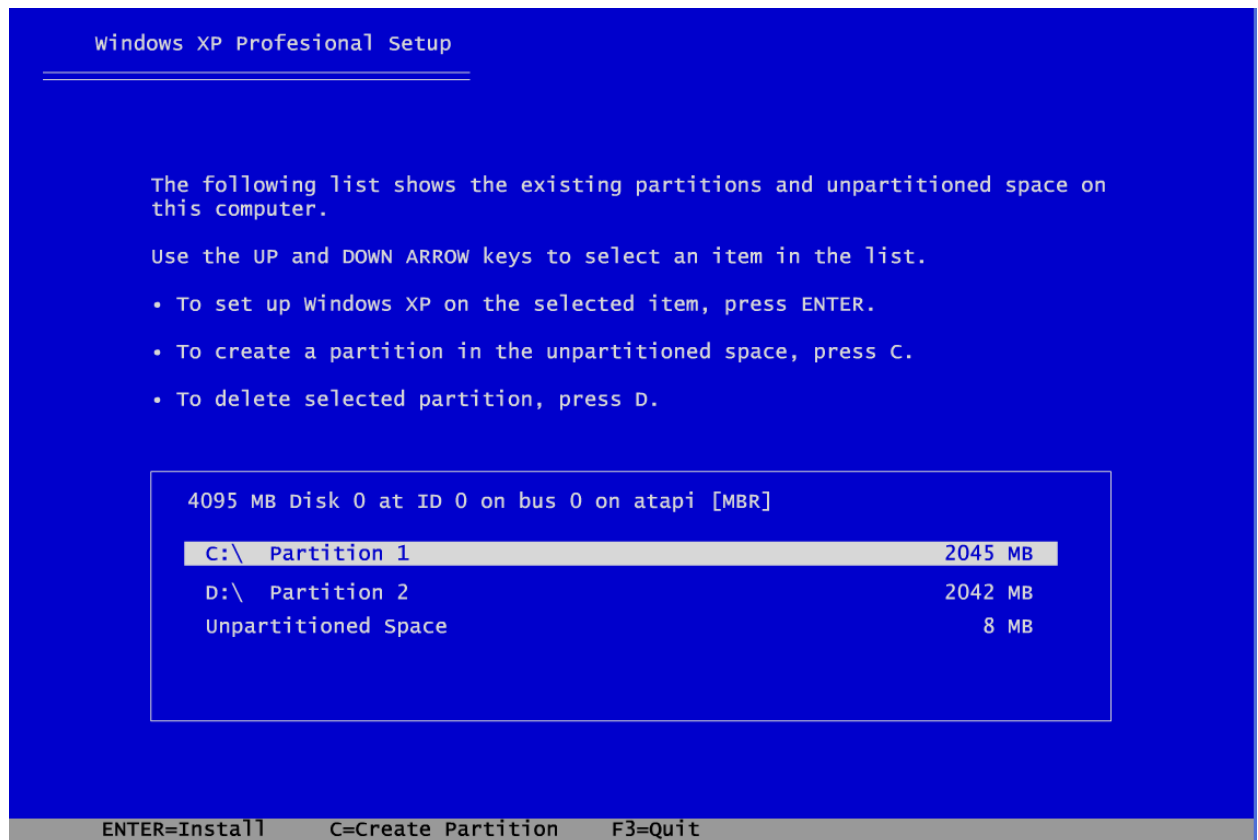 Windows XP Profesional Setup
The following list shows the existing partitions and unpartitioned space on
this computer.
Use the UP and DOWN ARROW keys to select an item in the list.
• To set up Windows XP on the selected item, press ENTER.
• To create a partition in the unpartitioned space, press C.
• To delete selected partition, press D.
4095 MB Disk 0 at ID 0 on bus 0 on atapi [MBR]
C:\ Partition 1 2045 MB
D:\ Partition 2 2042 MB
Unpartitioned Space 8 MB
ENTER=Install C=Create Partition F3=Quit